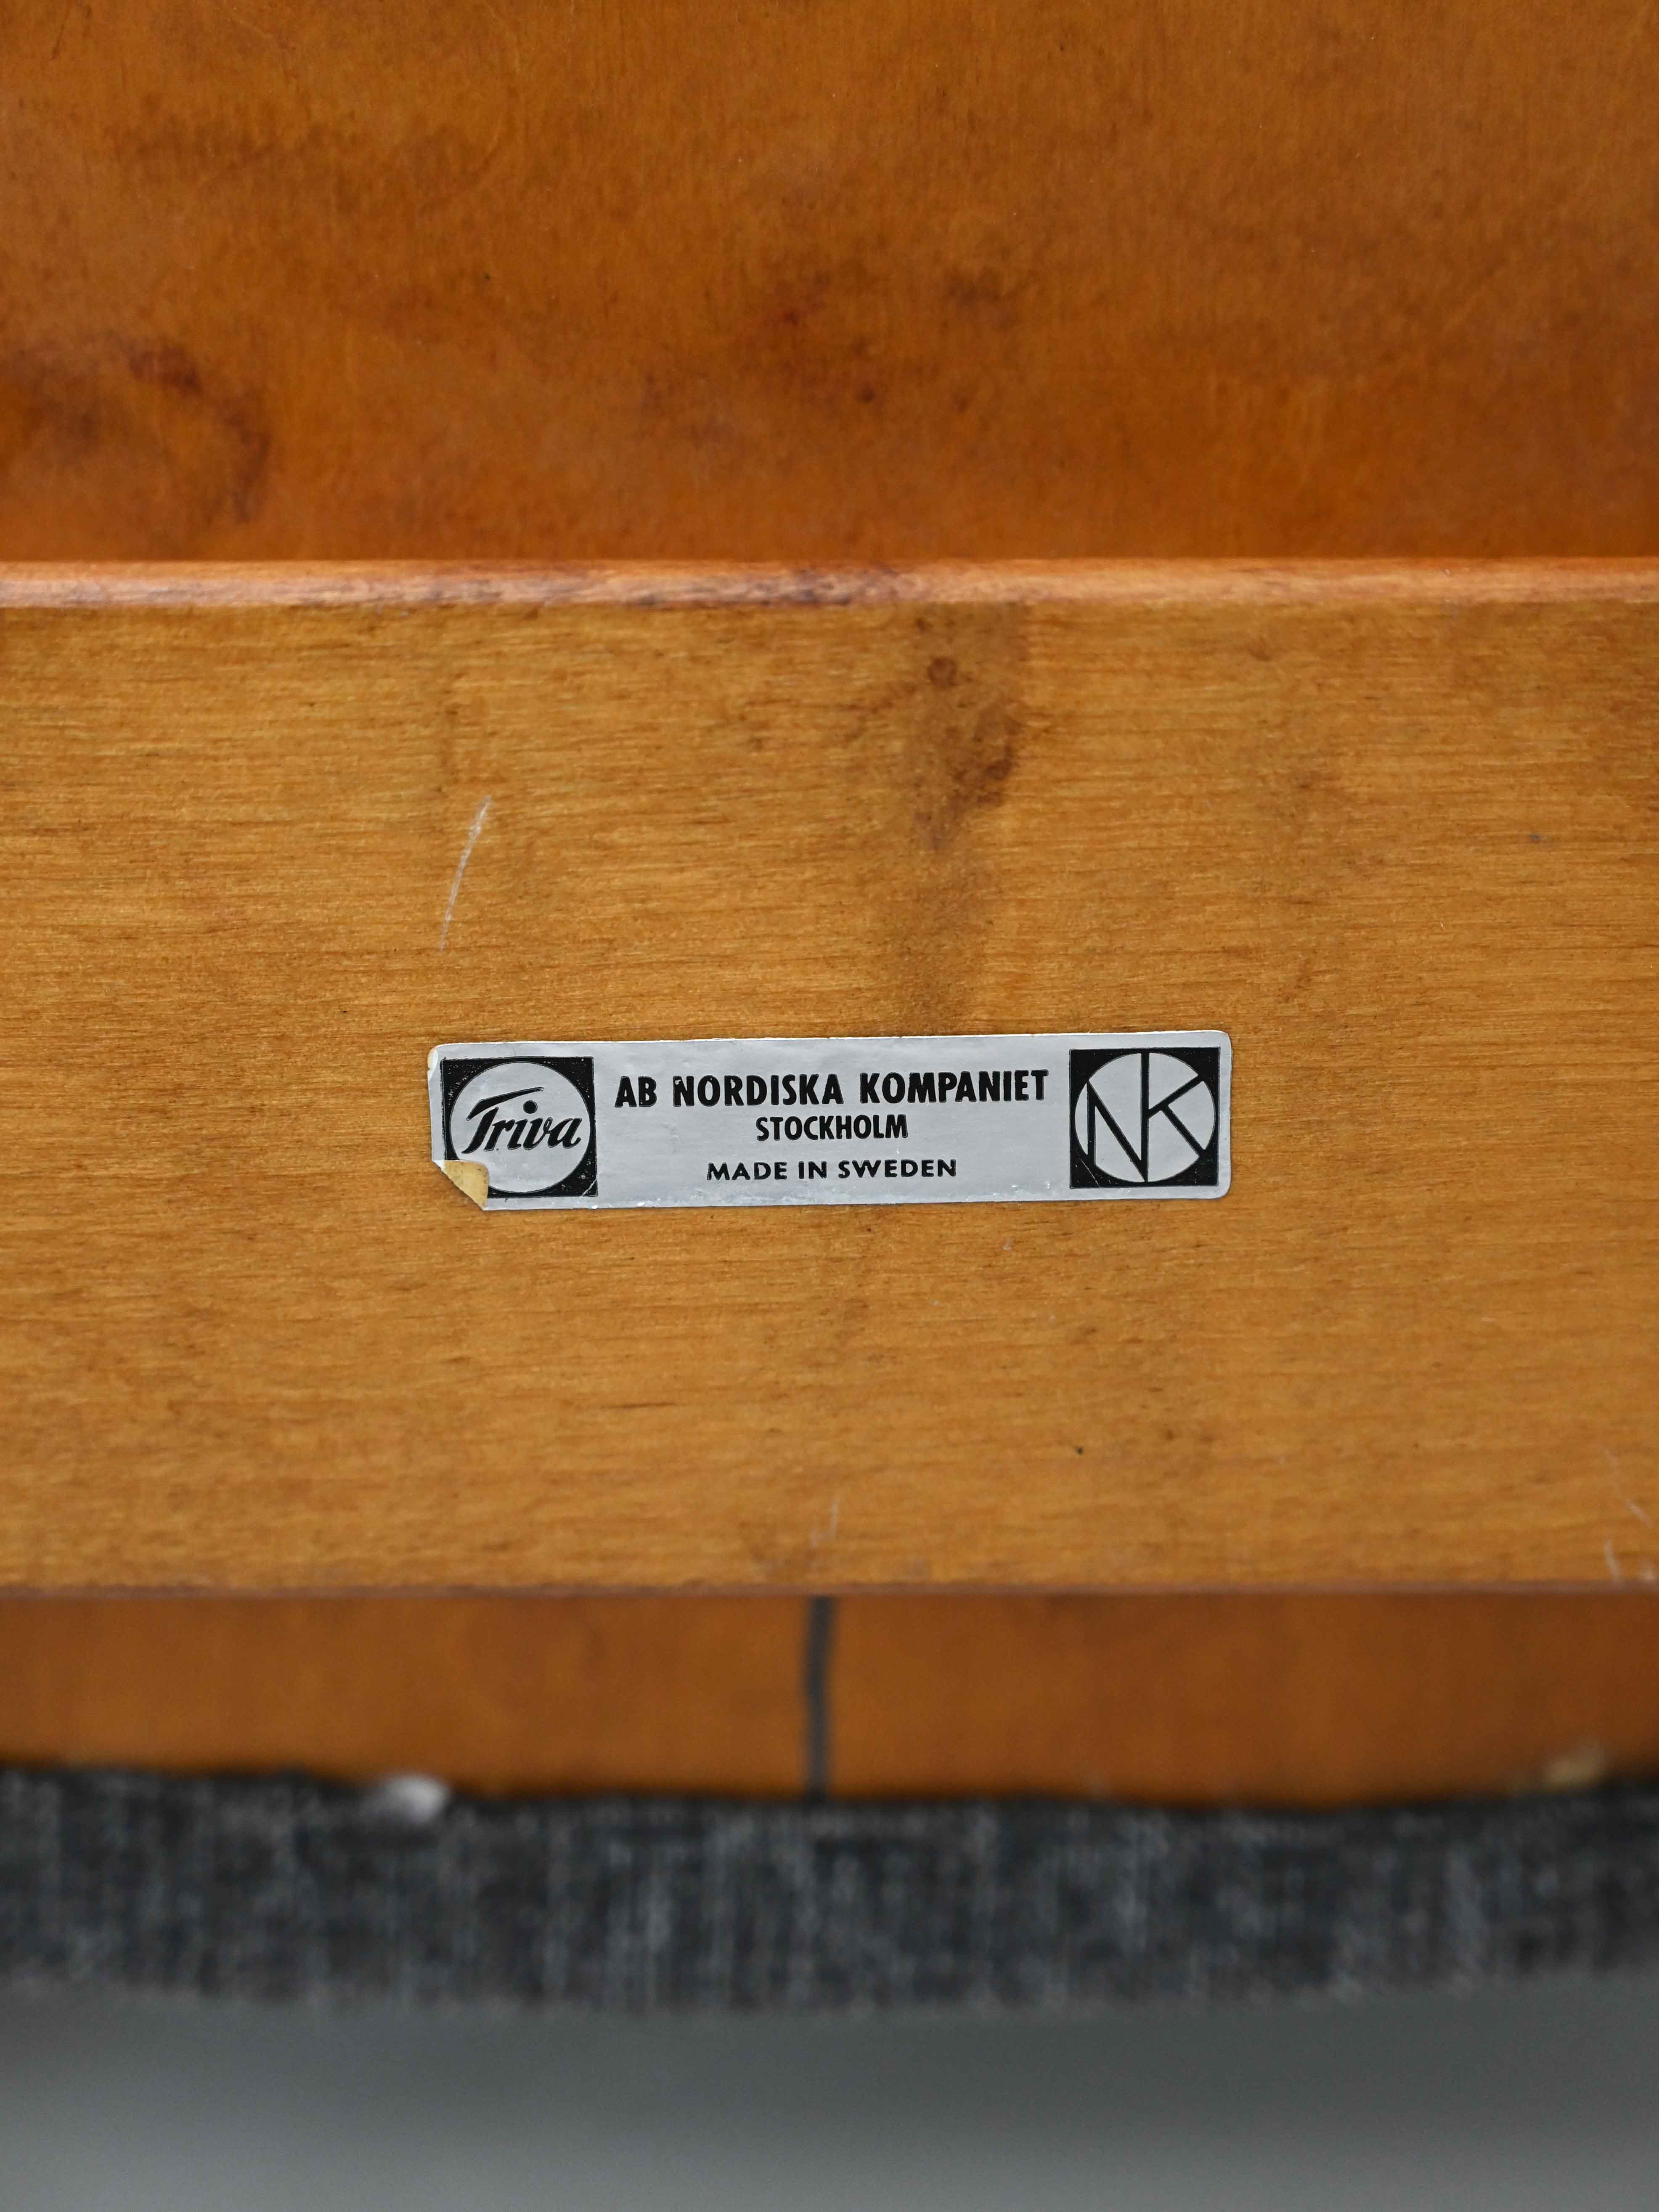 Triva
AB NORDISKA KOMPANIET
STOCKHOLM
MADE IN SWEDEN
NK